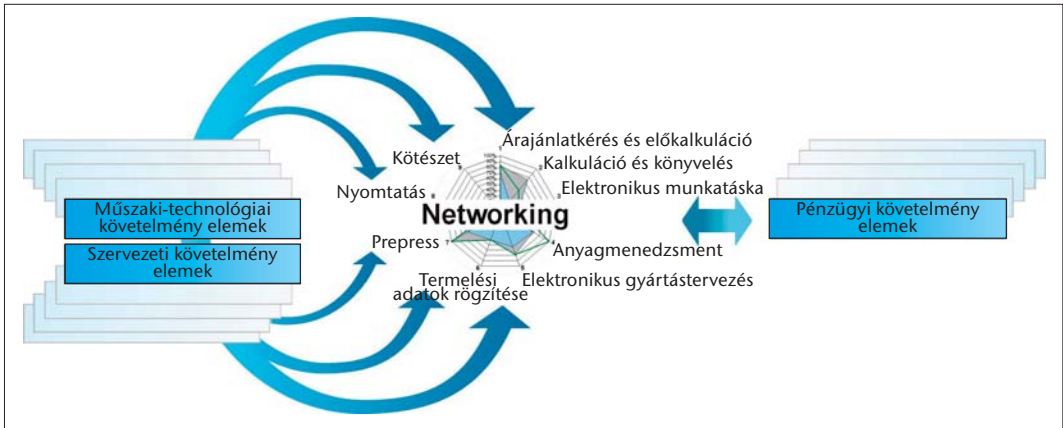 Árajánlatkérés és előkalkuláció
Kötészet
Kalkuláció és könyvelés
Nyomtatás
Elektronikus munkatáska
Networking
Műszaki-technológiai
követelmény elemek
Szervezeti követelmény
elemek
Prepress
Anyagmenedzsment
Termelési
adatok rögzítése
Elektronikus gyártástervezés
Pénzügyi követelmény
elemek